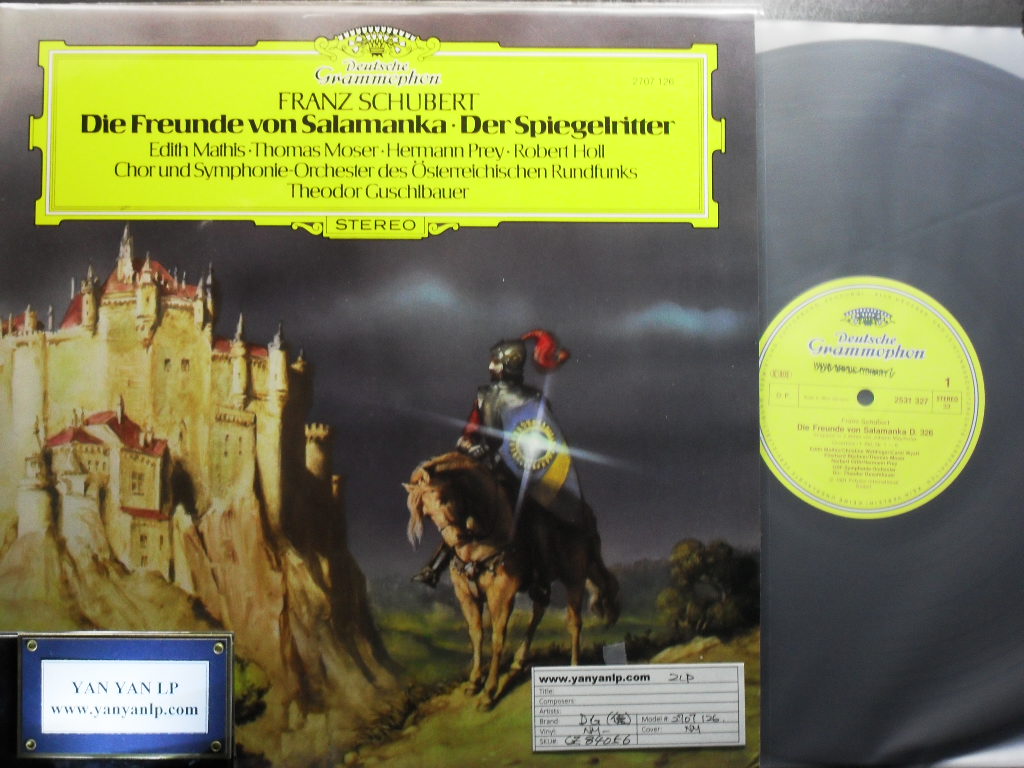 Deutsche
Grammophon
2707 126
FRANZ SCHUBERT
Die Freunde von Salamanka · Der Spiegelritter
Edith Mathis · Thomas Moser · Hermann Prey · Robert Holl
Chor und Symphonie-Orchester des Österreichischen Rundfunks
Theodor Guschlbauer
STEREO
Deutsche
Grammophon
1
2531 327
STEREO
33
Franz Schubert
Die Freunde von Salamanka D. 326
YAN YAN LP
www.yanyanlp.com
www.yanyanlp.com 2LP
Title:
Composers:
Artists:
Brand DG Model #: 2707 126.
Vinyl: NM- Cover: NM
SKU#: